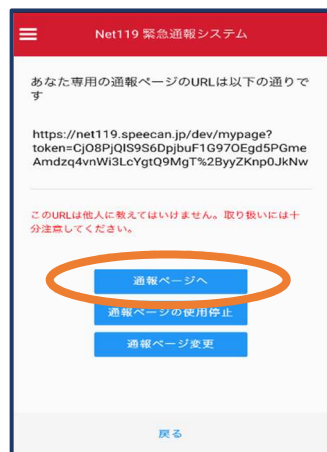 Net119 緊急通報システム
あなた専用の通報ページのURLは以下の通りで
す
https://net119.speecan.jp/dev/mypage?
token=CjO8PjQIS9S6DpjbuF1G97OEgd5PGme
Amdzq4vnWi3LcYgtQ9MgT%2ByyZKnp0JkNw
このURLは他人に教えてはいけません。取り扱いには十
分注意してください。
通報ページへ
通報ページの使用停止
通報ページ変更
戻る